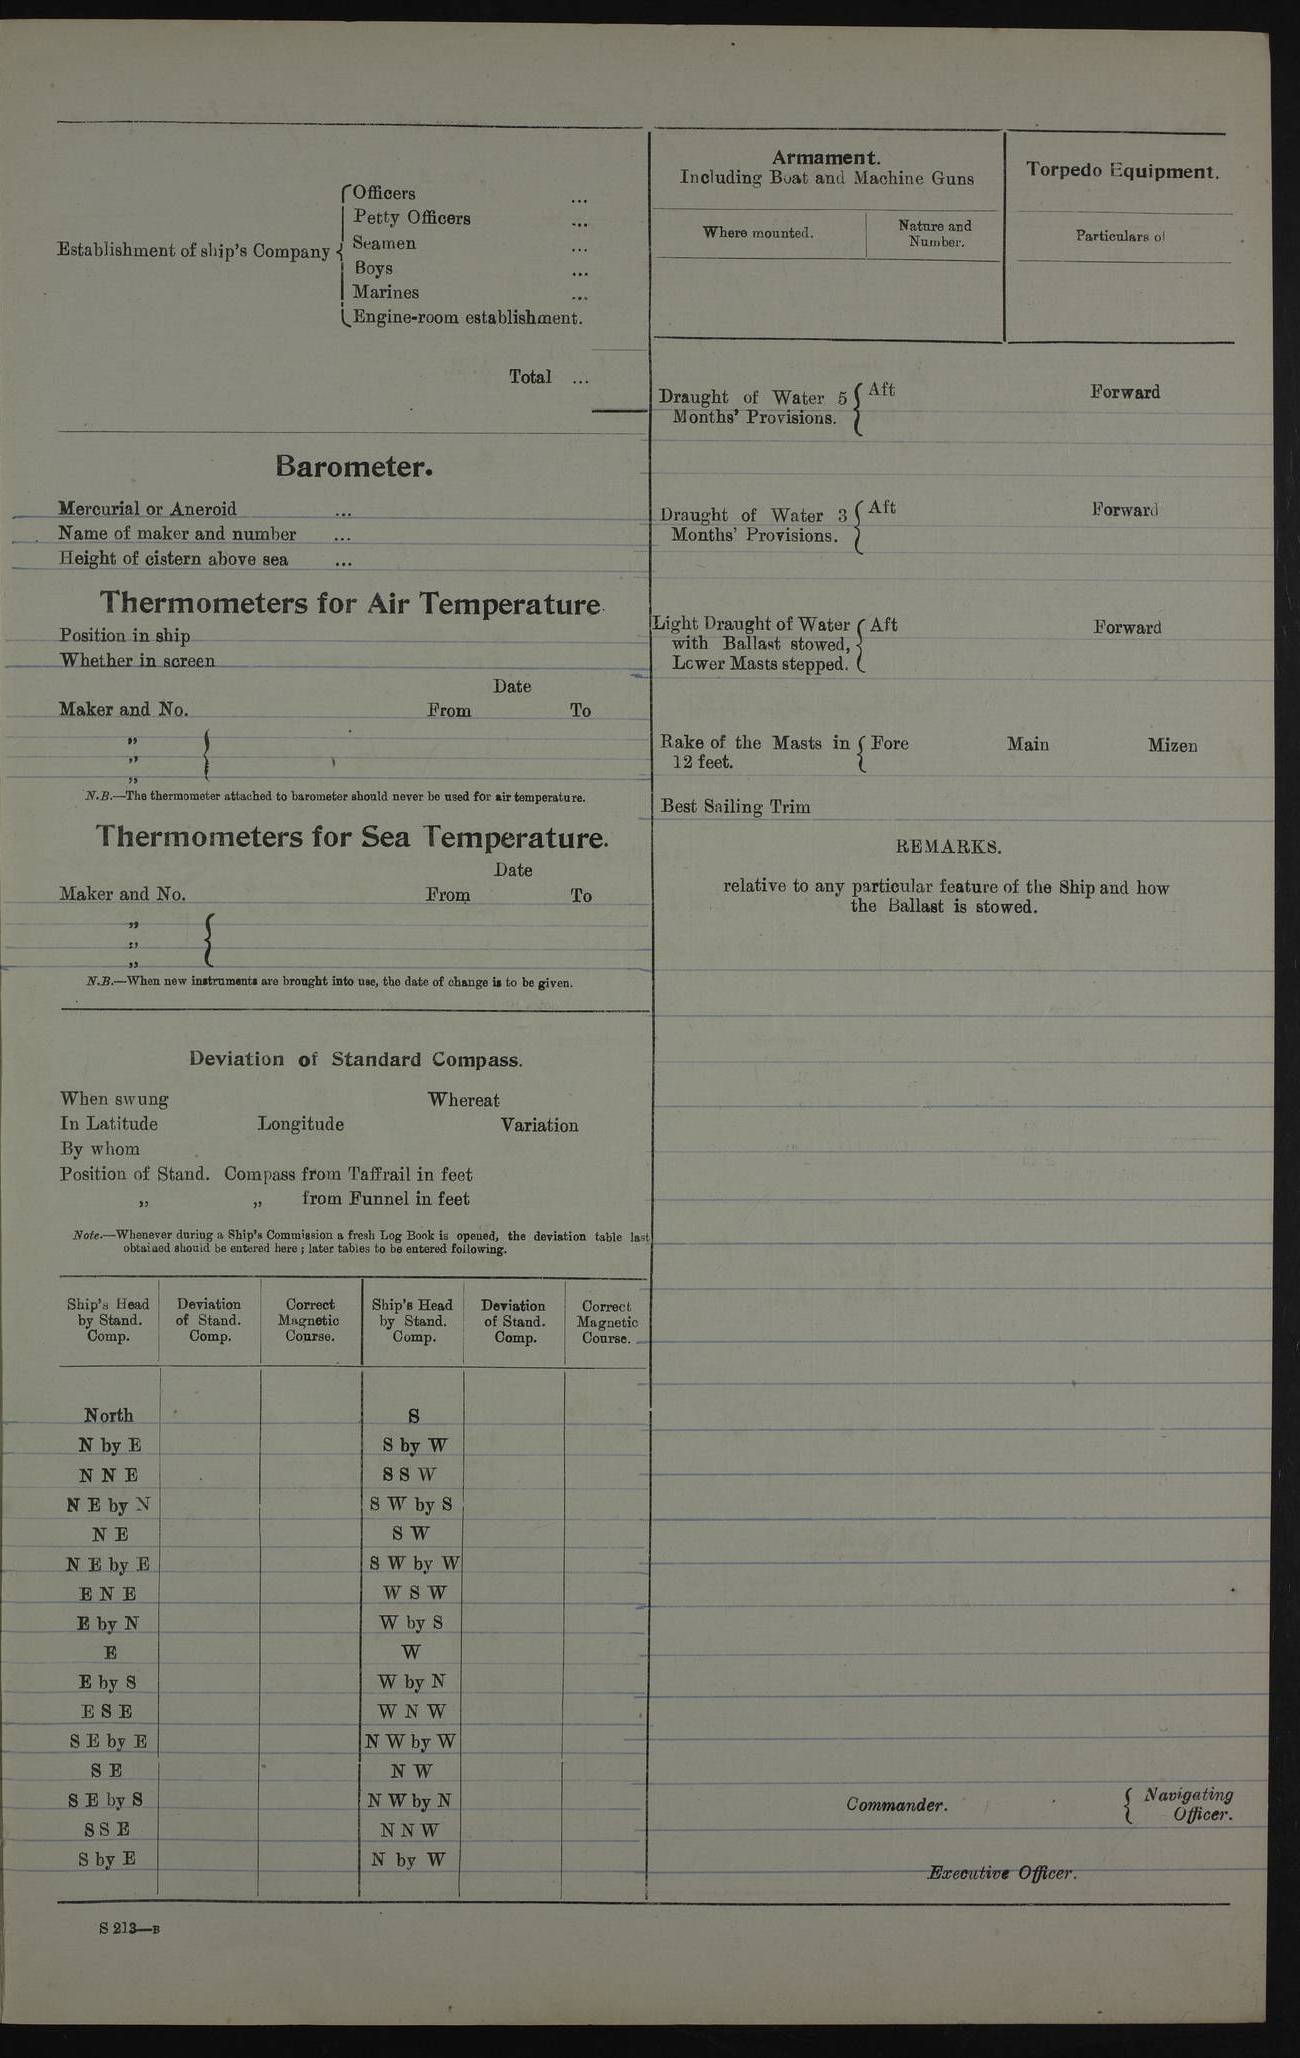 Establishment of ship's Company
Officers ...
Petty Officers ...
Seamen ...
Boys ...
Marines ...
Engine-room establishment.
Total ...
Barometer.
Mercurial or Aneroid ...
Name of maker and number ...
Height of cistern above sea ...
Thermometers for Air Temperature
Position in ship
Whether in screen
Date
Maker and No. From To
„
„
„
N.B.—The thermometer attached to barometer should never be used for air temperature.
Thermometers for Sea Temperature.
Date
Maker and No. From To
„
„
„
N.B.—When new instruments are brought into use, the date of change is to be given.
Deviation of Standard Compass.
When swung Whereat
In Latitude Longitude Variation
By whom
Position of Stand. Compass from Taffrail in feet
„ „ from Funnel in feet
Note.—Whenever during a Ship's Commission a fresh Log Book is opened, the deviation table last
obtained should be entered here; later tables to be entered following.
Ship's Head Deviation Correct Ship's Head Deviation Correct
by Stand. of Stand. Magnetic by Stand. of Stand. Magnetic
Comp. Comp. Course. Comp. Comp. Course.
North S
N by E S by W
N N E S S W
N E by N S W by S
N E S W
N E by E S W by W
E N E W S W
E by N W by S
E W
E by S W by N
E S E W N W
S E by E N W by W
S E N W
S E by S N W by N
S S E N N W
S by E N by W
S 213—B
Armament.
Including Boat and Machine Guns
Where mounted.
Nature and
Number.
Torpedo Equipment.
Particulars of
Draught of Water 5 Aft Forward
Months' Provisions.
Draught of Water 3 Aft Forward
Months' Provisions.
Light Draught of Water Aft Forward
with Ballast stowed,
Lower Masts stepped.
Rake of the Masts in Fore Main Mizen
12 feet.
Best Sailing Trim
REMARKS.
relative to any particular feature of the Ship and how
the Ballast is stowed.
Commander.
Navigating
Officer.
Executive Officer.